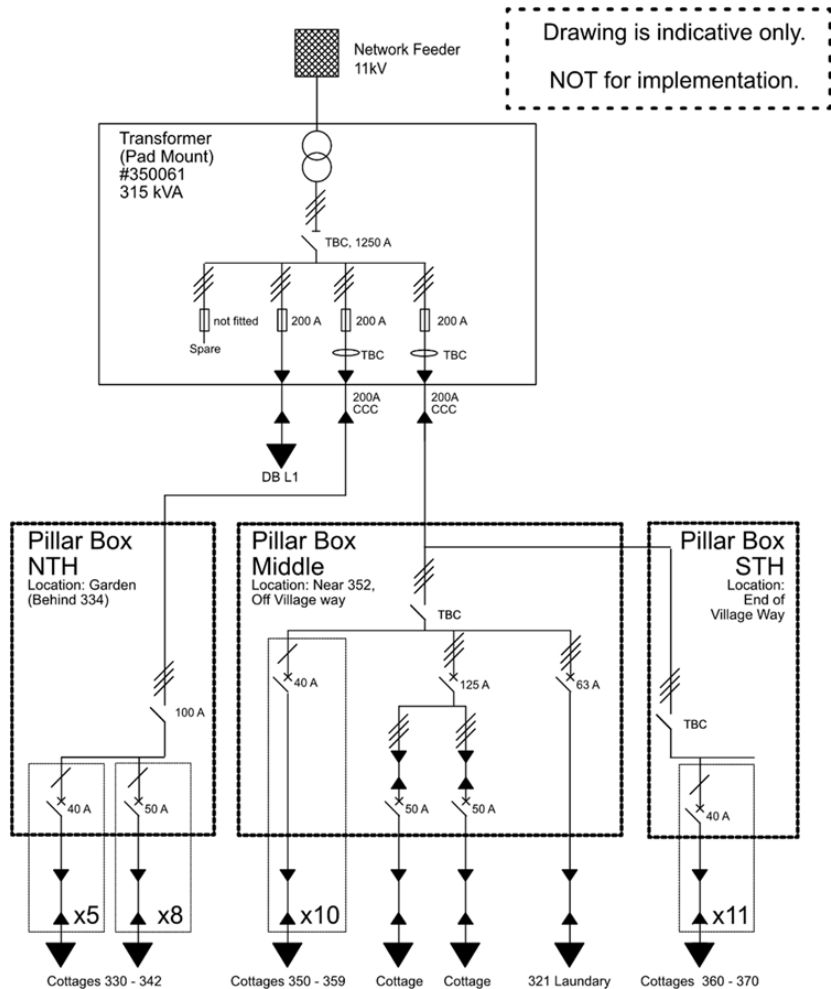 Drawing is indicative only.
NOT for implementation.
Network Feeder
11kV
Transformer
(Pad Mount)
#350061
315 kVA
TBC, 1250 A
not fitted
200 A
200 A
200 A
Spare
TBC
TBC
200A
CCC
200A
CCC
DB L1
Pillar Box
NTH
Location: Garden
(Behind 334)
100 A
40 A
50 A
x5
x8
Cottages 330 - 342
Pillar Box
Middle
Location: Near 352,
Off Village way
TBC
40 A
125 A
63 A
50 A
50 A
x10
Cottages 350 - 359
Cottage
Cottage
321 Laundary
Pillar Box
STH
Location:
End of
Village Way
TBC
40 A
x11
Cottages 360 - 370